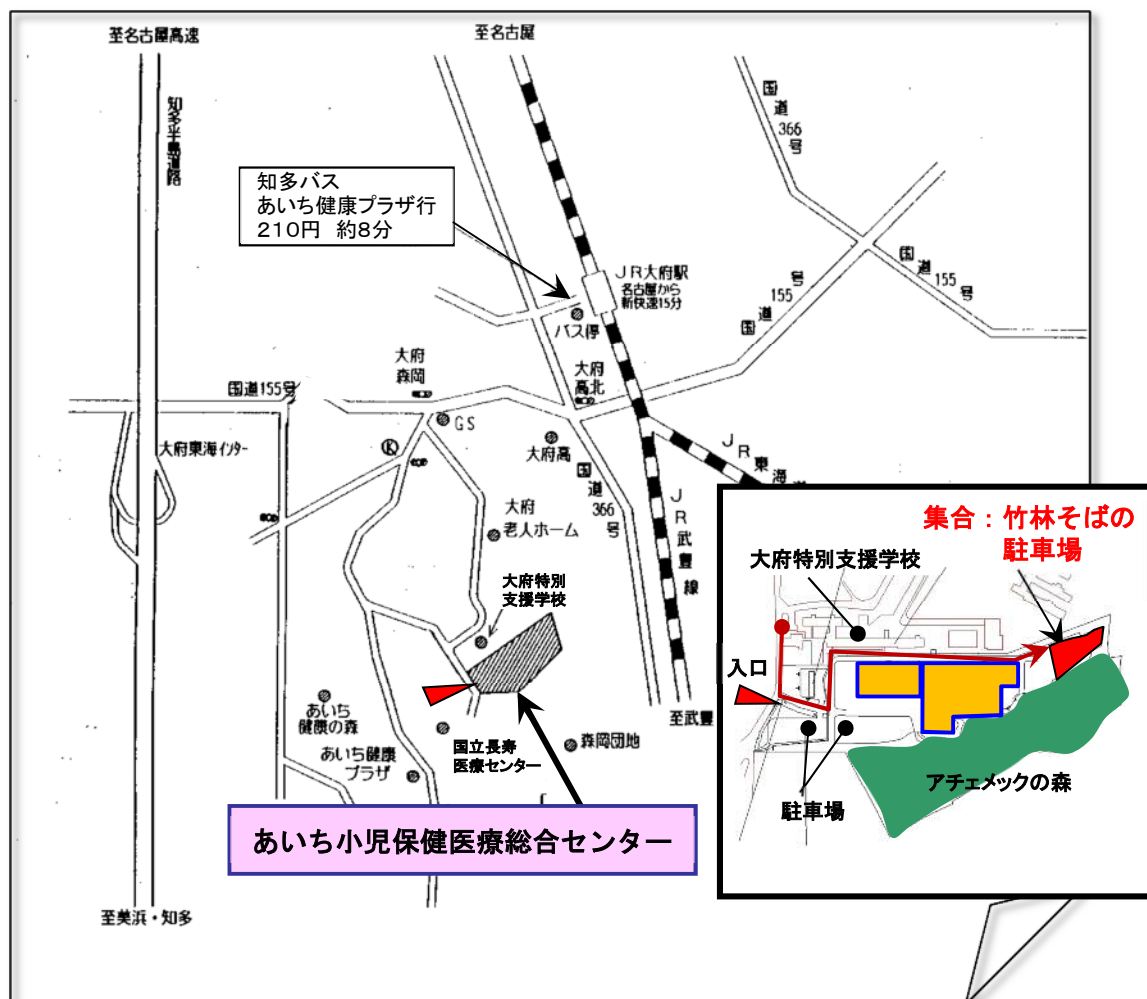 至名古屋高速
至名古屋
知多半島道路
国道366号
知多バス
あいち健康プラザ行
210円 約8分
JR大府駅
名古屋から
新快速15分
バス停
国道155号
国道155号
大府
森岡
大府
高北
国道155号
GS
K
大府東海インター
大府高
国道366号
JR東海道
JR武豊線
大府
老人ホーム
大府特別
支援学校
あいち
健康の森
あいち健康
プラザ
国立長寿
医療センター
森岡団地
至武豊
あいち小児保健医療総合センター
至美浜・知多
集合：竹林そばの
駐車場
大府特別支援学校
入口
駐車場
アチェメックの森